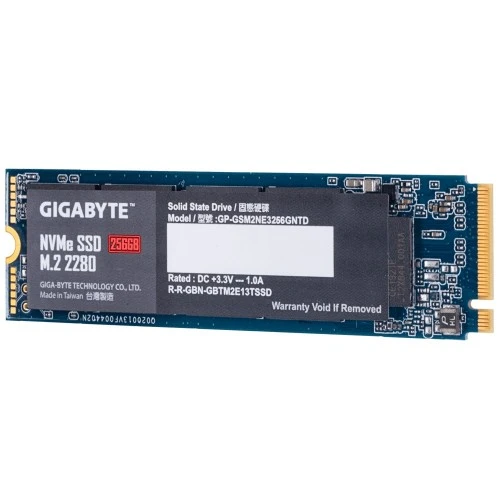 GIGABYTE™
NVMe SSD 256GB
M.2 2280
GIGA-BYTE TECHNOLOGY CO., LTD.
Made in Taiwan 台灣製造
Solid State Drive / 固態硬碟
Model / 型號 :GP-GSM2NE3256GNTD
Rated : DC +3.3V ⎓ 1.0A
R-R-GBN-GBTM2E13TSSD
Warranty Void If Removed